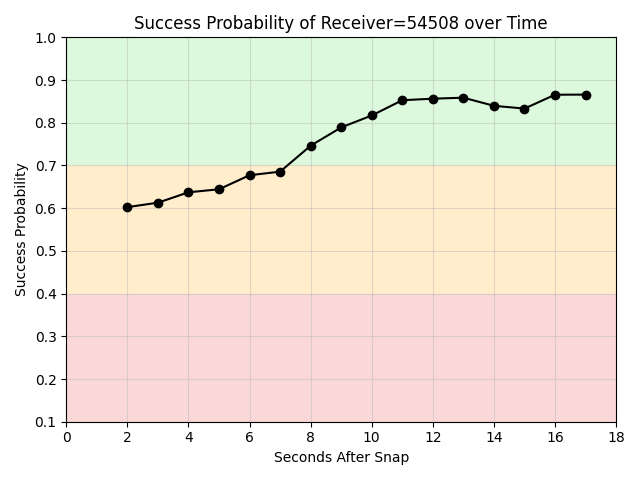 Success Probability of Receiver=54508 over Time
1.0
0.9
0.8
0.7
0.6
0.5
0.4
0.3
0.2
0.1
Success Probability
0 2 4 6 8 10 12 14 16 18
Seconds After Snap